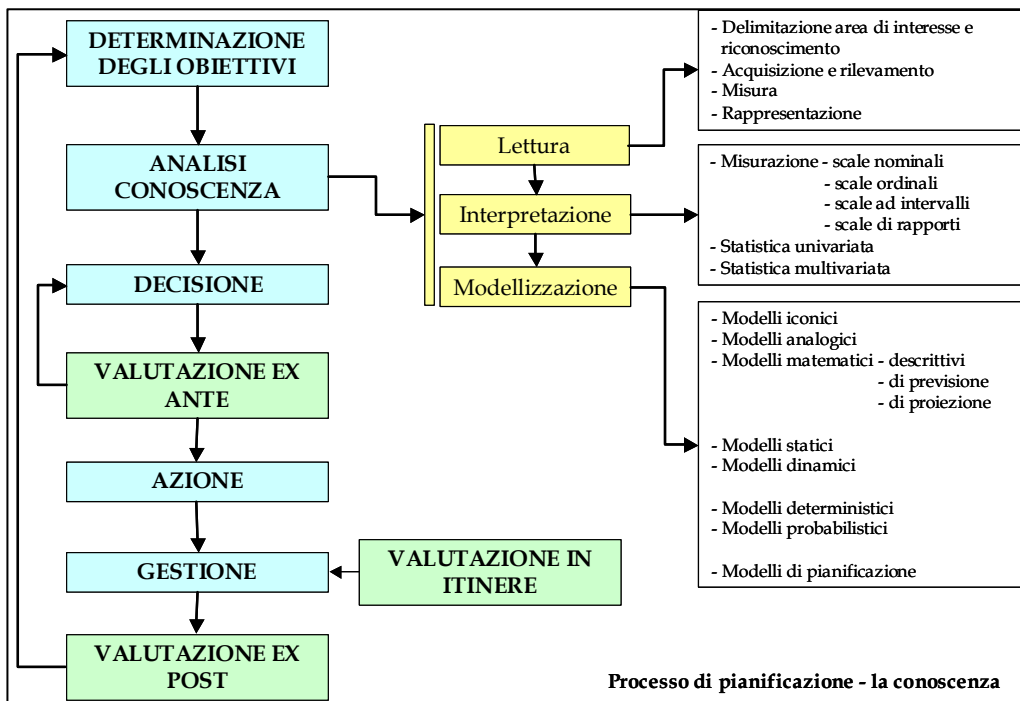 DETERMINAZIONE
DEGLI OBIETTIVI
ANALISI
CONOSCENZA
DECISIONE
VALUTAZIONE EX
ANTE
AZIONE
GESTIONE
VALUTAZIONE IN
ITINERE
VALUTAZIONE EX
POST
Lettura
Interpretazione
Modellizzazione
- Delimitazione area di interesse e
riconoscimento
- Acquisizione e rilevamento
- Misura
- Rappresentazione
- Misurazione - scale nominali
- scale ordinali
- scale ad intervalli
- scale di rapporti
- Statistica univariata
- Statistica multivariata
- Modelli iconici
- Modelli analogici
- Modelli matematici - descrittivi
- di previsione
- di proiezione
- Modelli statici
- Modelli dinamici
- Modelli deterministici
- Modelli probabilistici
- Modelli di pianificazione
Processo di pianificazione - la conoscenza